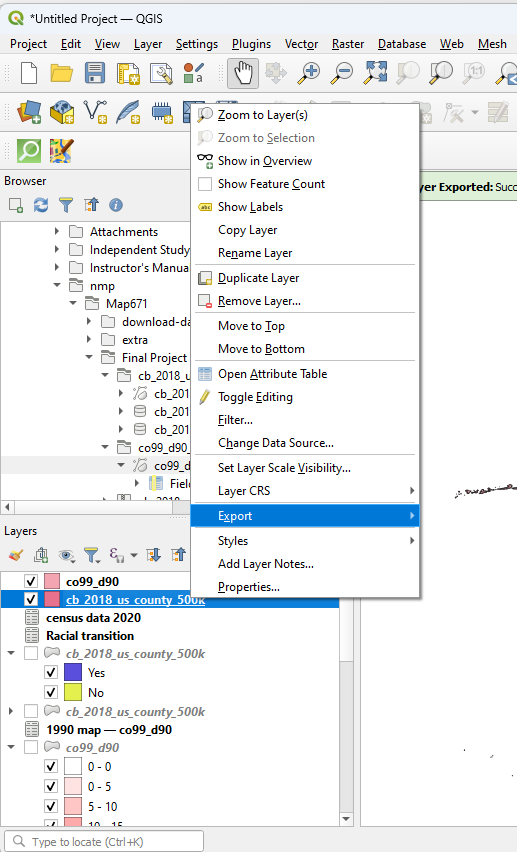 *Untitled Project — QGIS
Project Edit View Layer Settings Plugins Vector Raster Database Web Mesh
1:1
Zoom to Layer(s)
Zoom to Selection
Show in Overview
Show Feature Count
abc Show Labels
Copy Layer
Rename Layer
Duplicate Layer
Remove Layer...
Move to Top
Move to Bottom
Open Attribute Table
Toggle Editing
Filter...
Change Data Source...
Set Layer Scale Visibility...
Layer CRS
Export
Styles
Add Layer Notes...
Properties...
yer Exported: Succ
Browser
Attachments
Independent Study
Instructor's Manua
nmp
Map671
download-da
extra
Final Project
cb_2018_u
cb_201
cb_201
cb_201
co99_d90_
co99_d
Field
Layers
co99_d90
cb_2018_us_county_500k
census data 2020
Racial transition
cb_2018_us_county_500k
Yes
No
cb_2018_us_county_500k
1990 map — co99_d90
co99_d90
0 - 0
0 - 5
5 - 10
10 - 15
Type to locate (Ctrl+K)